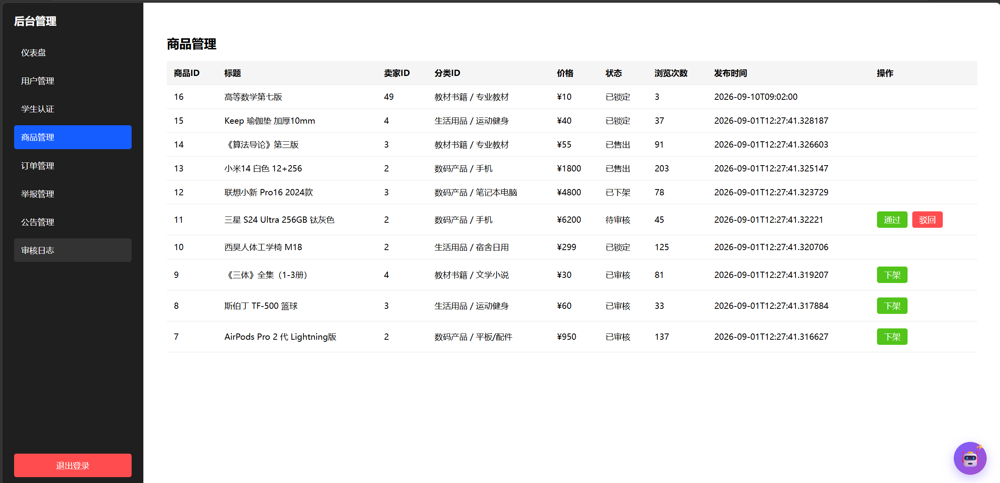 后台管理
仪表盘
用户管理
学生认证
商品管理
订单管理
举报管理
公告管理
审核日志
退出登录
商品管理
商品ID 标题 卖家ID 分类ID 价格 状态 浏览次数 发布时间 操作
16 高等数学第七版 49 教材书籍 / 专业教材 ¥10 已锁定 3 2026-09-10T09:02:00
15 Keep 瑜伽垫 加厚10mm 4 生活用品 / 运动健身 ¥40 已锁定 37 2026-09-01T12:27:41.328187
14 《算法导论》第三版 3 教材书籍 / 专业教材 ¥55 已售出 91 2026-09-01T12:27:41.326603
13 小米14 白色 12+256 2 数码产品 / 手机 ¥1800 已售出 203 2026-09-01T12:27:41.325147
12 联想小新 Pro16 2024款 3 数码产品 / 笔记本电脑 ¥4800 已下架 78 2026-09-01T12:27:41.323729
11 三星 S24 Ultra 256GB 钛灰色 2 数码产品 / 手机 ¥6200 待审核 45 2026-09-01T12:27:41.32221 通过 驳回
10 西昊人体工学椅 M18 2 生活用品 / 宿舍日用 ¥299 已锁定 125 2026-09-01T12:27:41.320706
9 《三体》全集（1-3册） 4 教材书籍 / 文学小说 ¥30 已审核 81 2026-09-01T12:27:41.319207 下架
8 斯伯丁 TF-500 篮球 3 生活用品 / 运动健身 ¥60 已审核 33 2026-09-01T12:27:41.317884 下架
7 AirPods Pro 2 代 Lightning版 2 数码产品 / 平板/配件 ¥950 已审核 137 2026-09-01T12:27:41.316627 下架